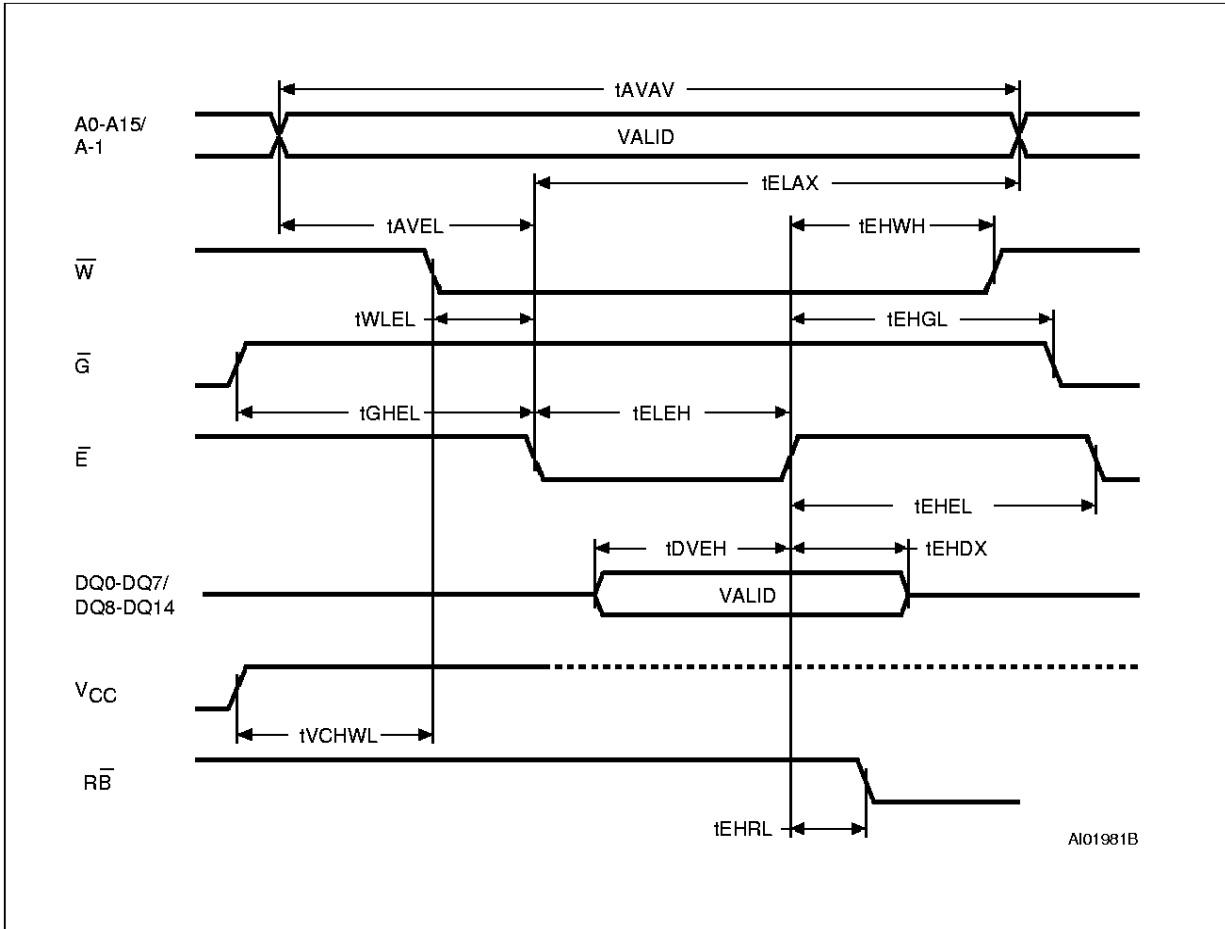 tAVAV
A0-A15/
A-1
VALID
tELAX
tAVEL
tEHWH
W̅
tWLEL
tEHGL
G̅
tGHEL
tELEH
E̅
tEHEL
tDVEH
tEHDX
DQ0-DQ7/
DQ8-DQ14
VALID
VCC
tVCHWL
RB̅
tEHRL
AI01981B